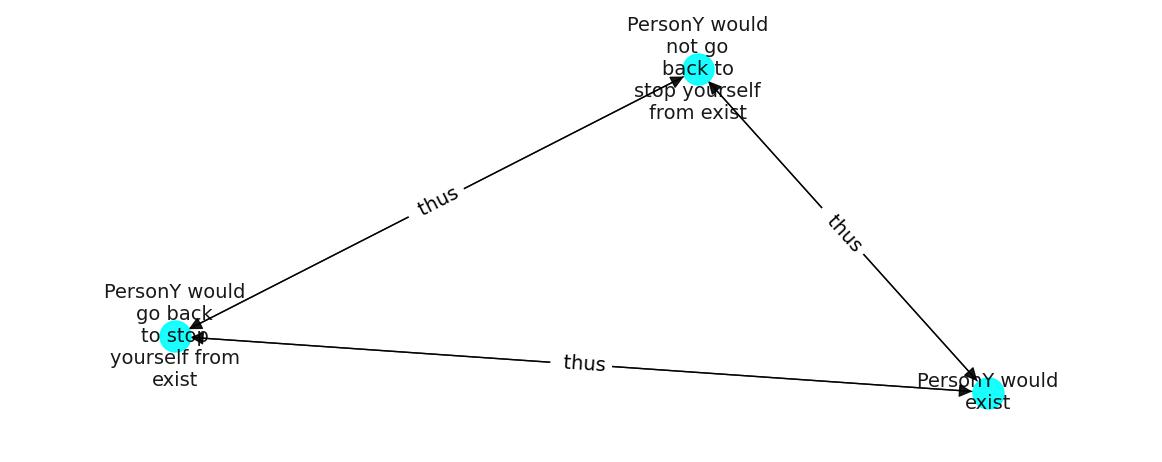 PersonY would
not go
back to
stop yourself
from exist
thus
thus
PersonY would
go back
to stop
yourself from
exist
thus
PersonY would
exist